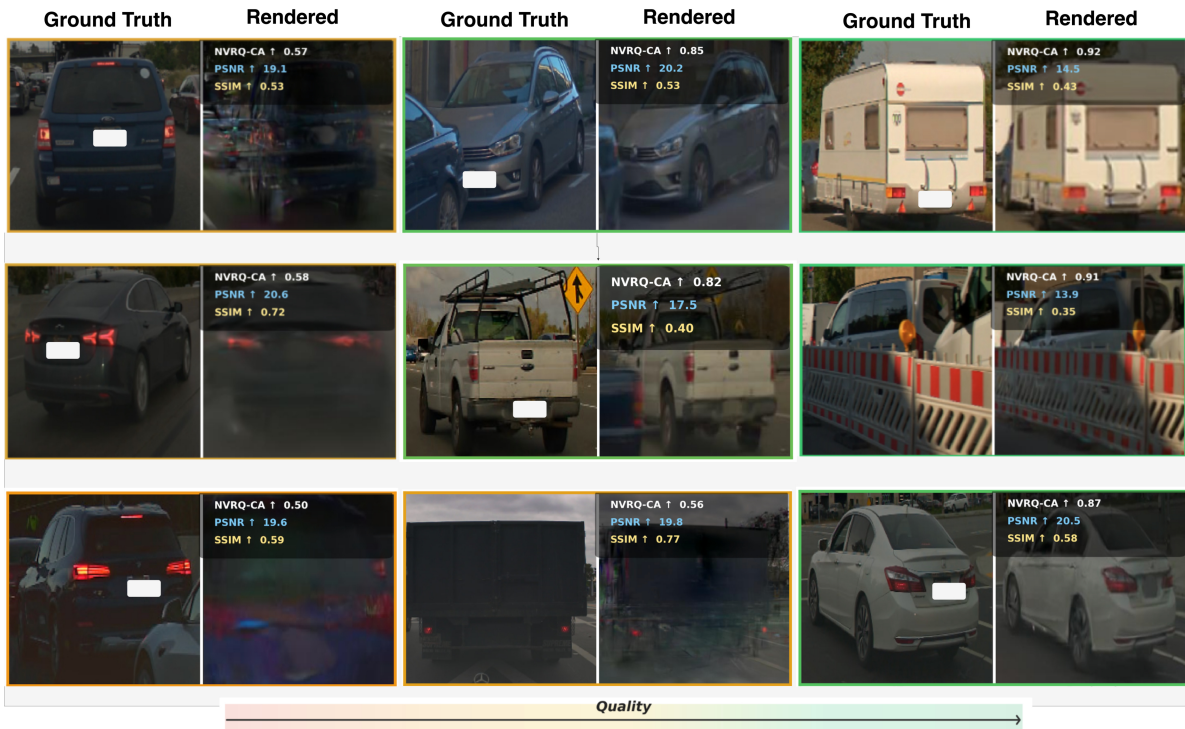 Ground Truth Rendered Ground Truth Rendered Ground Truth Rendered
NVRQ-CA ↑ 0.57
PSNR ↑ 19.1
SSIM ↑ 0.53
NVRQ-CA ↑ 0.85
PSNR ↑ 20.2
SSIM ↑ 0.53
NVRQ-CA ↑ 0.92
PSNR ↑ 14.5
SSIM ↑ 0.43
NVRQ-CA ↑ 0.58
PSNR ↑ 20.6
SSIM ↑ 0.72
NVRQ-CA ↑ 0.82
PSNR ↑ 17.5
SSIM ↑ 0.40
NVRQ-CA ↑ 0.91
PSNR ↑ 13.9
SSIM ↑ 0.35
NVRQ-CA ↑ 0.50
PSNR ↑ 19.6
SSIM ↑ 0.59
NVRQ-CA ↑ 0.56
PSNR ↑ 19.8
SSIM ↑ 0.77
NVRQ-CA ↑ 0.87
PSNR ↑ 20.5
SSIM ↑ 0.58
Quality